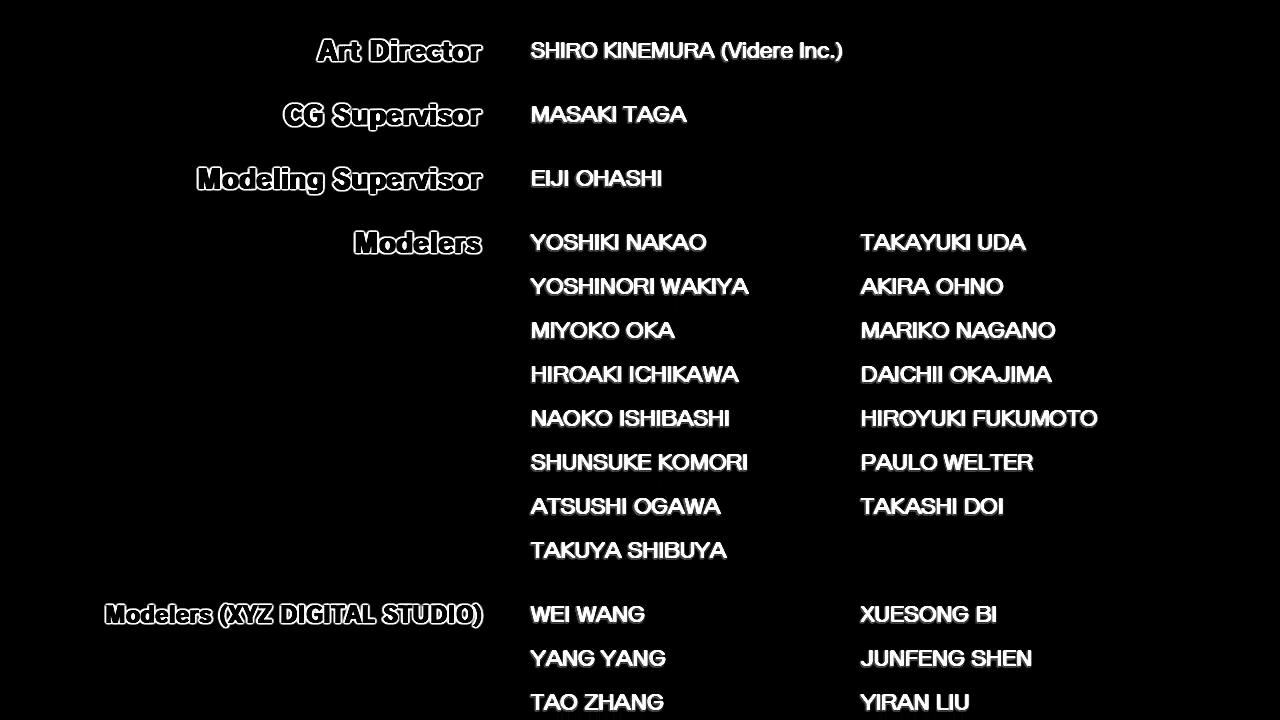 Art Director SHIRO KINEMURA (Videre Inc.)
CG Supervisor MASAKI TAGA
Modeling Supervisor EIJI OHASHI
Modelers YOSHIKI NAKAO TAKAYUKI UDA
YOSHINORI WAKIYA AKIRA OHNO
MIYOKO OKA MARIKO NAGANO
HIROAKI ICHIKAWA DAICHII OKAJIMA
NAOKO ISHIBASHI HIROYUKI FUKUMOTO
SHUNSUKE KOMORI PAULO WELTER
ATSUSHI OGAWA TAKASHI DOI
TAKUYA SHIBUYA
Modelers (XYZ DIGITAL STUDIO) WEI WANG XUESONG BI
YANG YANG JUNFENG SHEN
TAO ZHANG YIRAN LIU